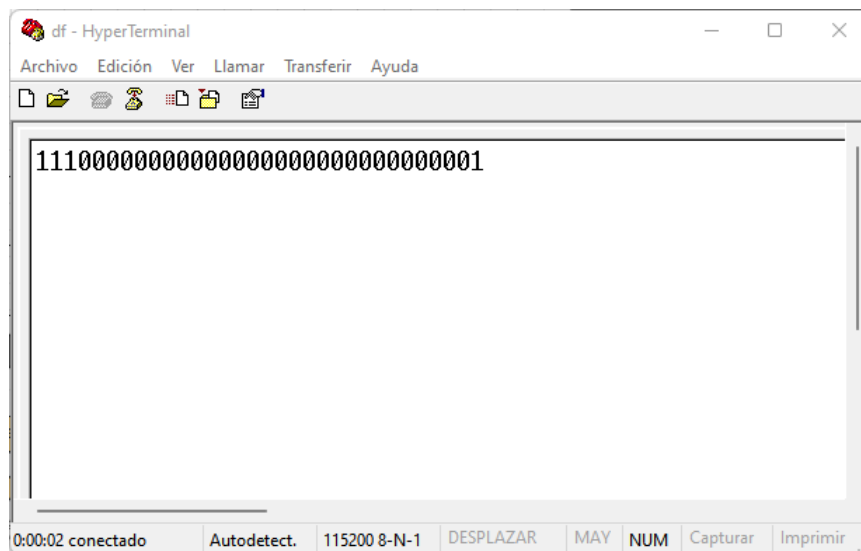 df - HyperTerminal
Archivo Edición Ver Llamar Transferir Ayuda
11100000000000000000000000000001
0:00:02 conectado Autodetect. 115200 8-N-1 DESPLAZAR MAY NUM Capturar Imprimir